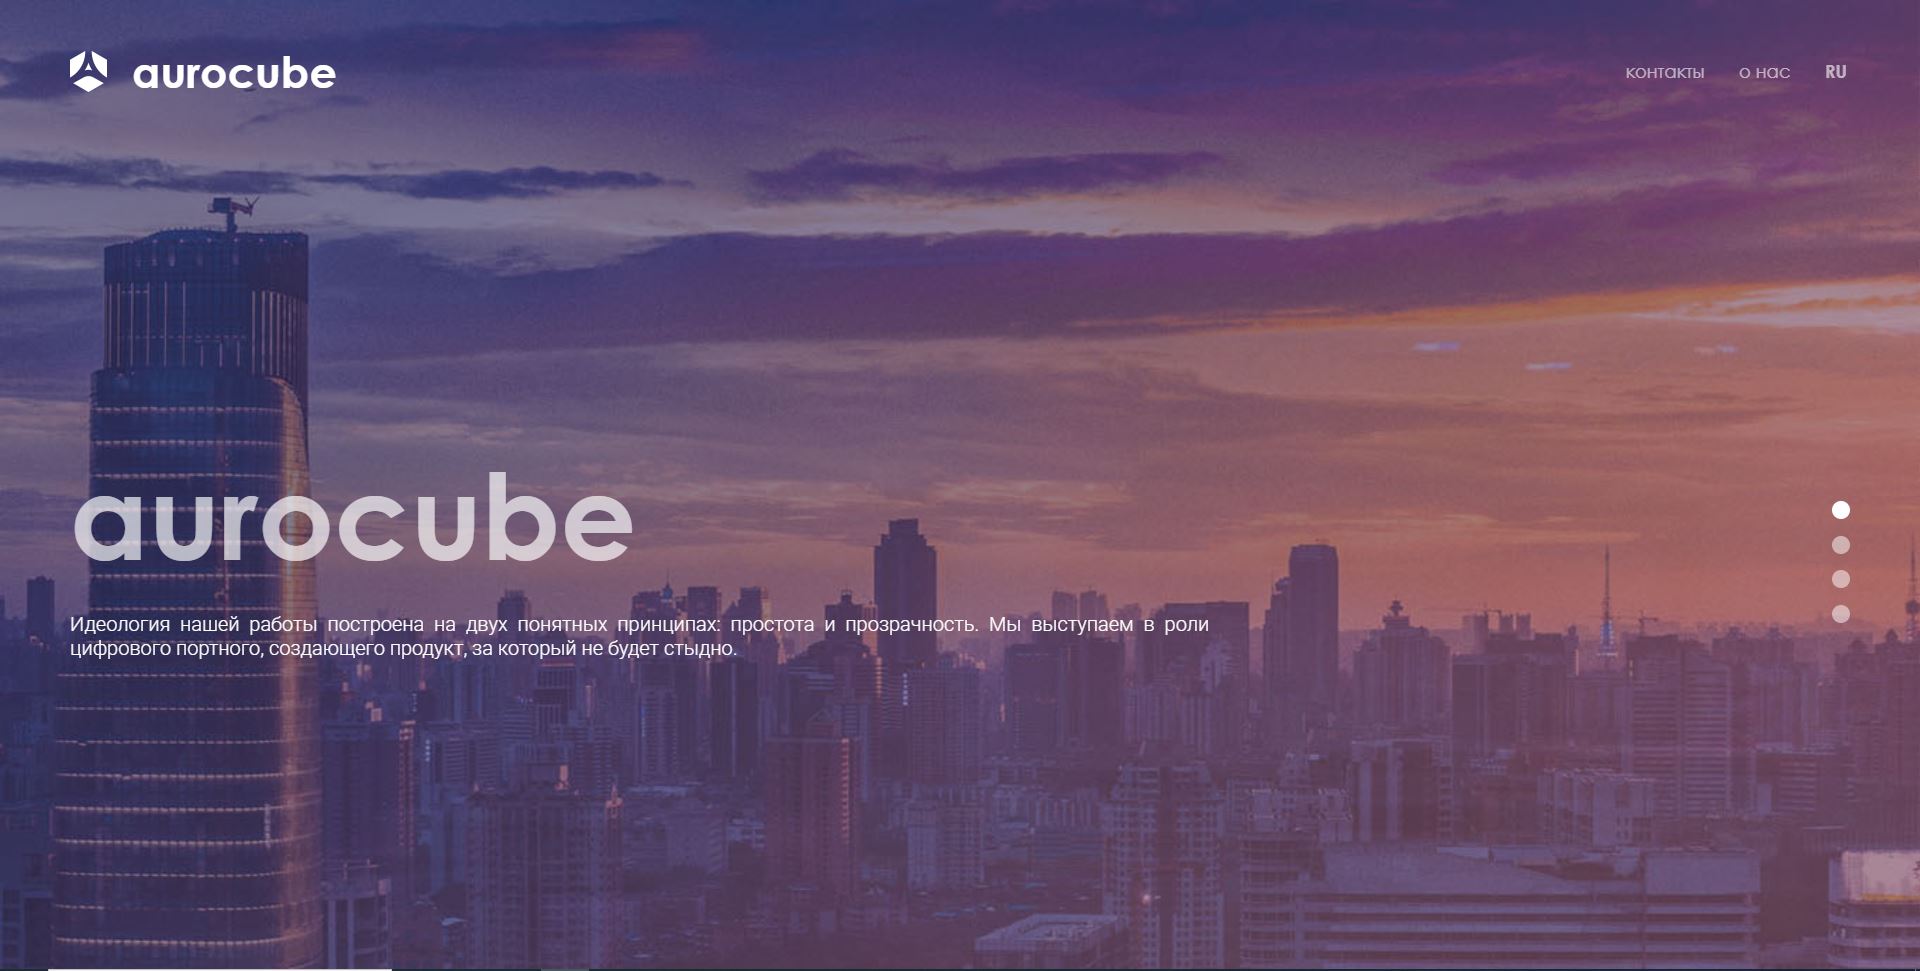 aurocube
контакты о нас RU
aurocube
Идеология нашей работы построена на двух понятных принципах: простота и прозрачность. Мы выступаем в роли
цифрового портного, создающего продукт, за который не будет стыдно.